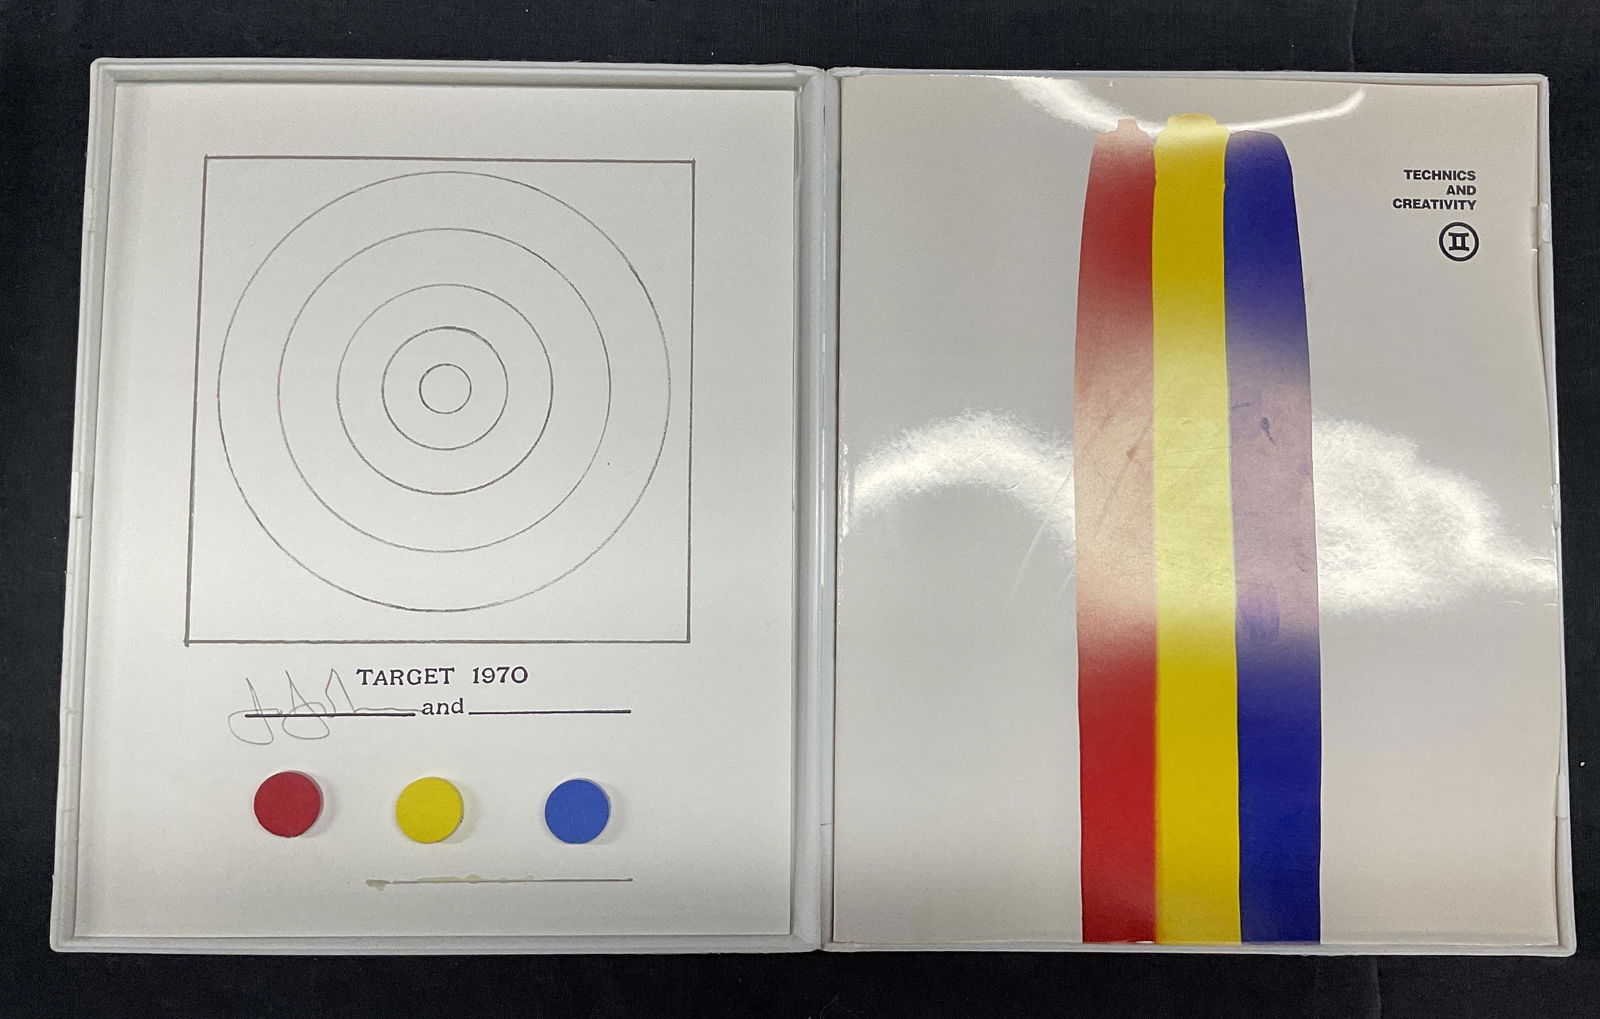 TARGET 1970
and
TECHNICS
AND
CREATIVITY